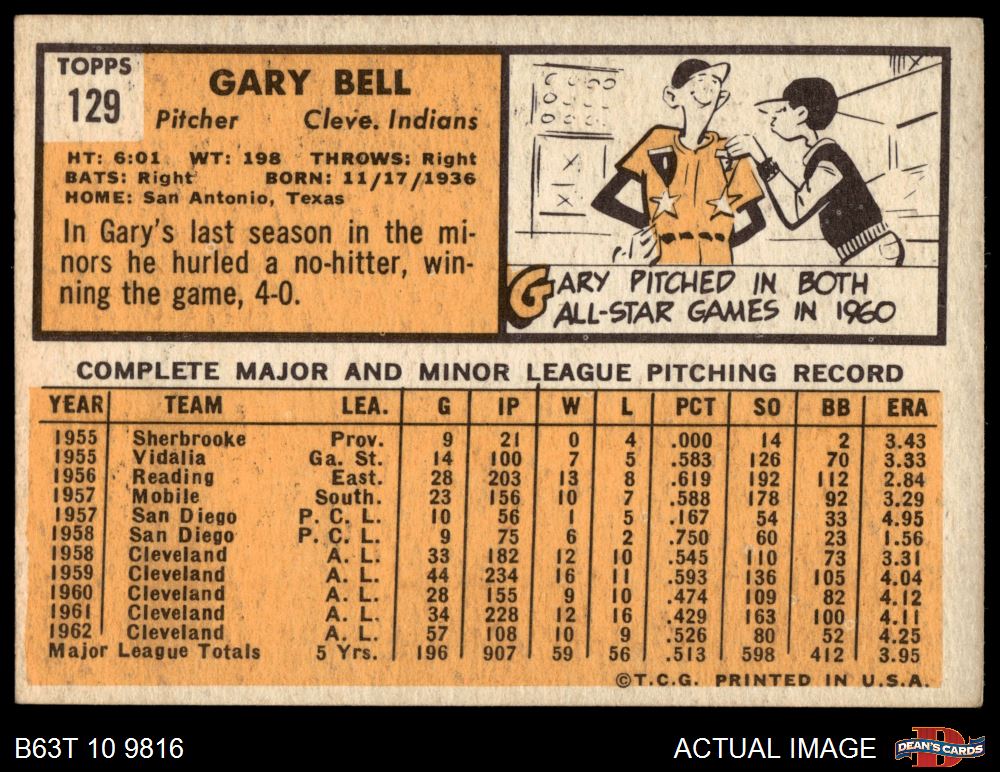 TOPPS
129
GARY BELL
Pitcher Cleve. Indians
HT: 6:01 WT: 198 THROWS: Right
BATS: Right BORN: 11/17/1936
HOME: San Antonio, Texas
In Gary's last season in the mi-
nors he hurled a no-hitter, win-
ning the game, 4-0.
GARY PITCHED IN BOTH
ALL-STAR GAMES IN 1960
COMPLETE MAJOR AND MINOR LEAGUE PITCHING RECORD
YEAR TEAM LEA. G IP W L PCT SO BB ERA
1955 Sherbrooke Prov. 9 21 0 4 .000 14 2 3.43
1955 Vidalia Ga. St. 14 100 7 5 .583 126 70 3.33
1956 Reading East. 28 203 13 8 .619 192 112 2.84
1957 Mobile South. 23 156 10 7 .588 178 92 3.29
1957 San Diego P. C. L. 10 56 1 5 .167 54 33 4.95
1958 San Diego P. C. L. 9 75 6 2 .750 60 23 1.56
1958 Cleveland A. L. 33 182 12 10 .545 110 73 3.31
1959 Cleveland A. L. 44 234 16 11 .593 136 105 4.04
1960 Cleveland A. L. 28 155 9 10 .474 109 82 4.12
1961 Cleveland A. L. 34 228 12 16 .429 163 100 4.11
1962 Cleveland A. L. 57 108 10 9 .526 80 52 4.25
Major League Totals 5 Yrs. 196 907 59 56 .513 598 412 3.95
©T.C.G. PRINTED IN U.S.A.
B63T 10 9816 ACTUAL IMAGE DEAN'S CARDS